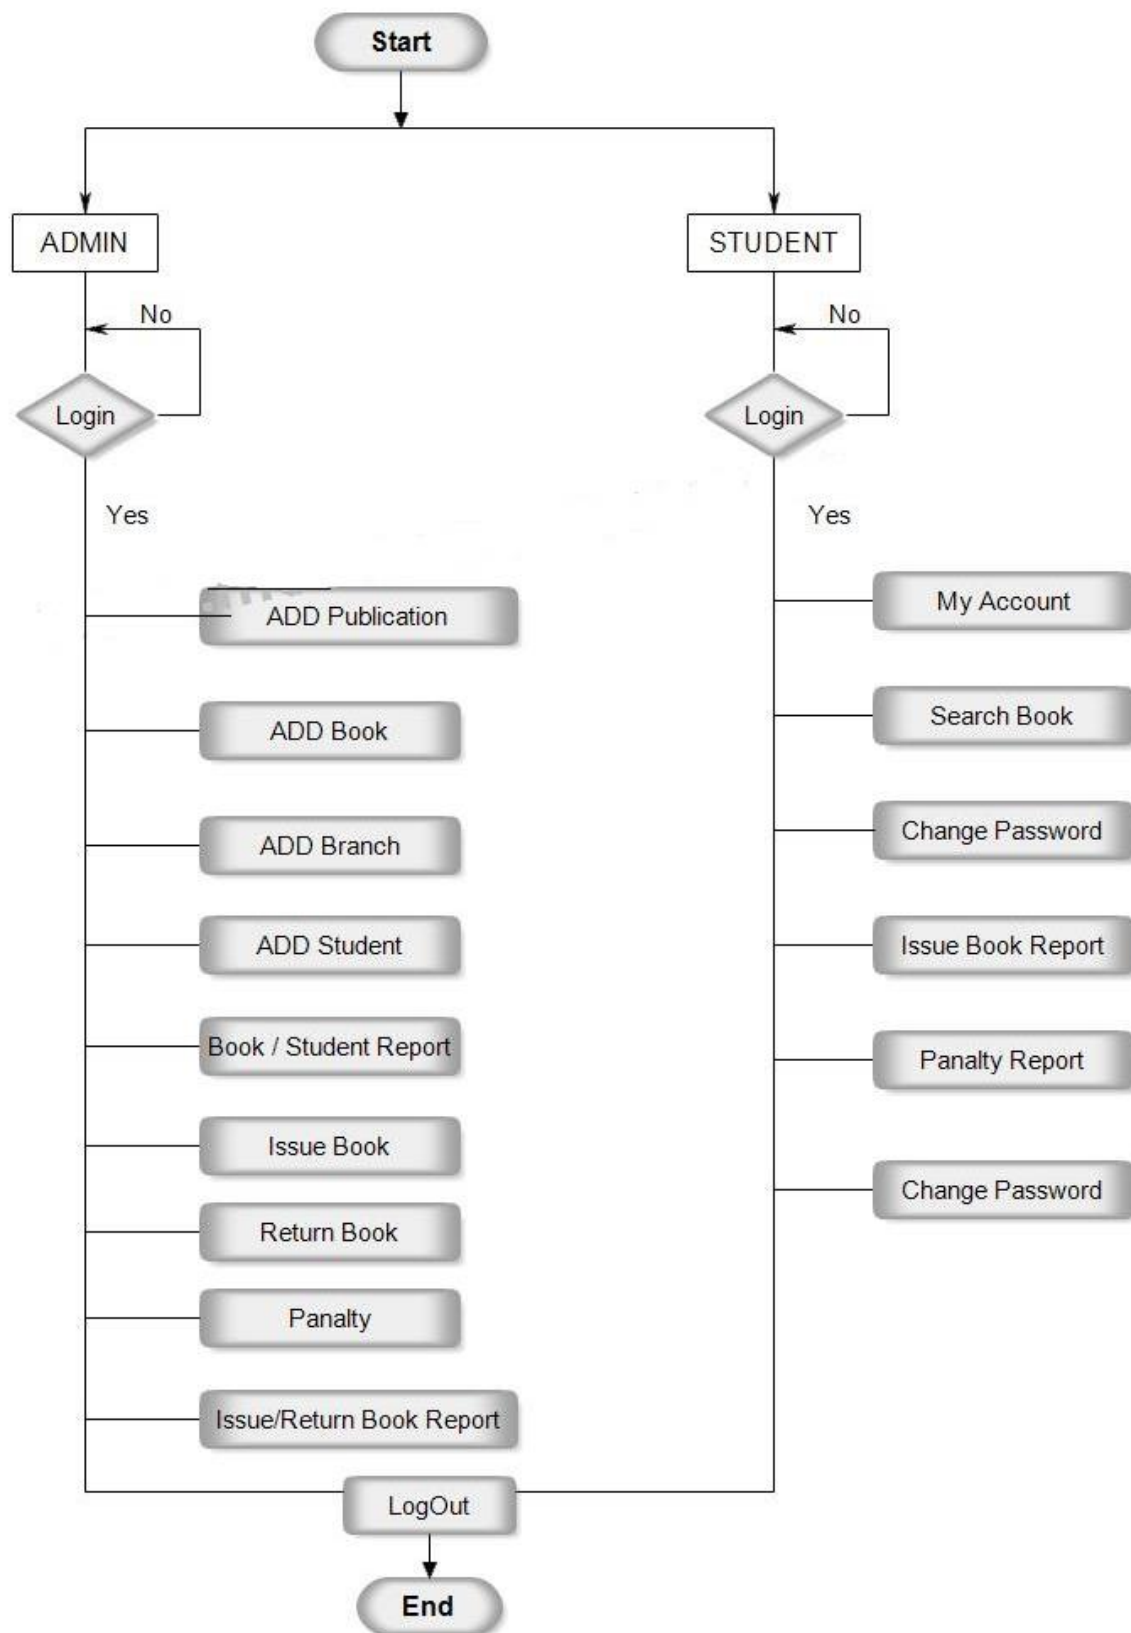 Start
ADMIN
STUDENT
No
No
Login
Login
Yes
Yes
ADD Publication
My Account
ADD Book
Search Book
ADD Branch
Change Password
ADD Student
Issue Book Report
Book / Student Report
Panalty Report
Issue Book
Change Password
Return Book
Panalty
Issue/Return Book Report
LogOut
End